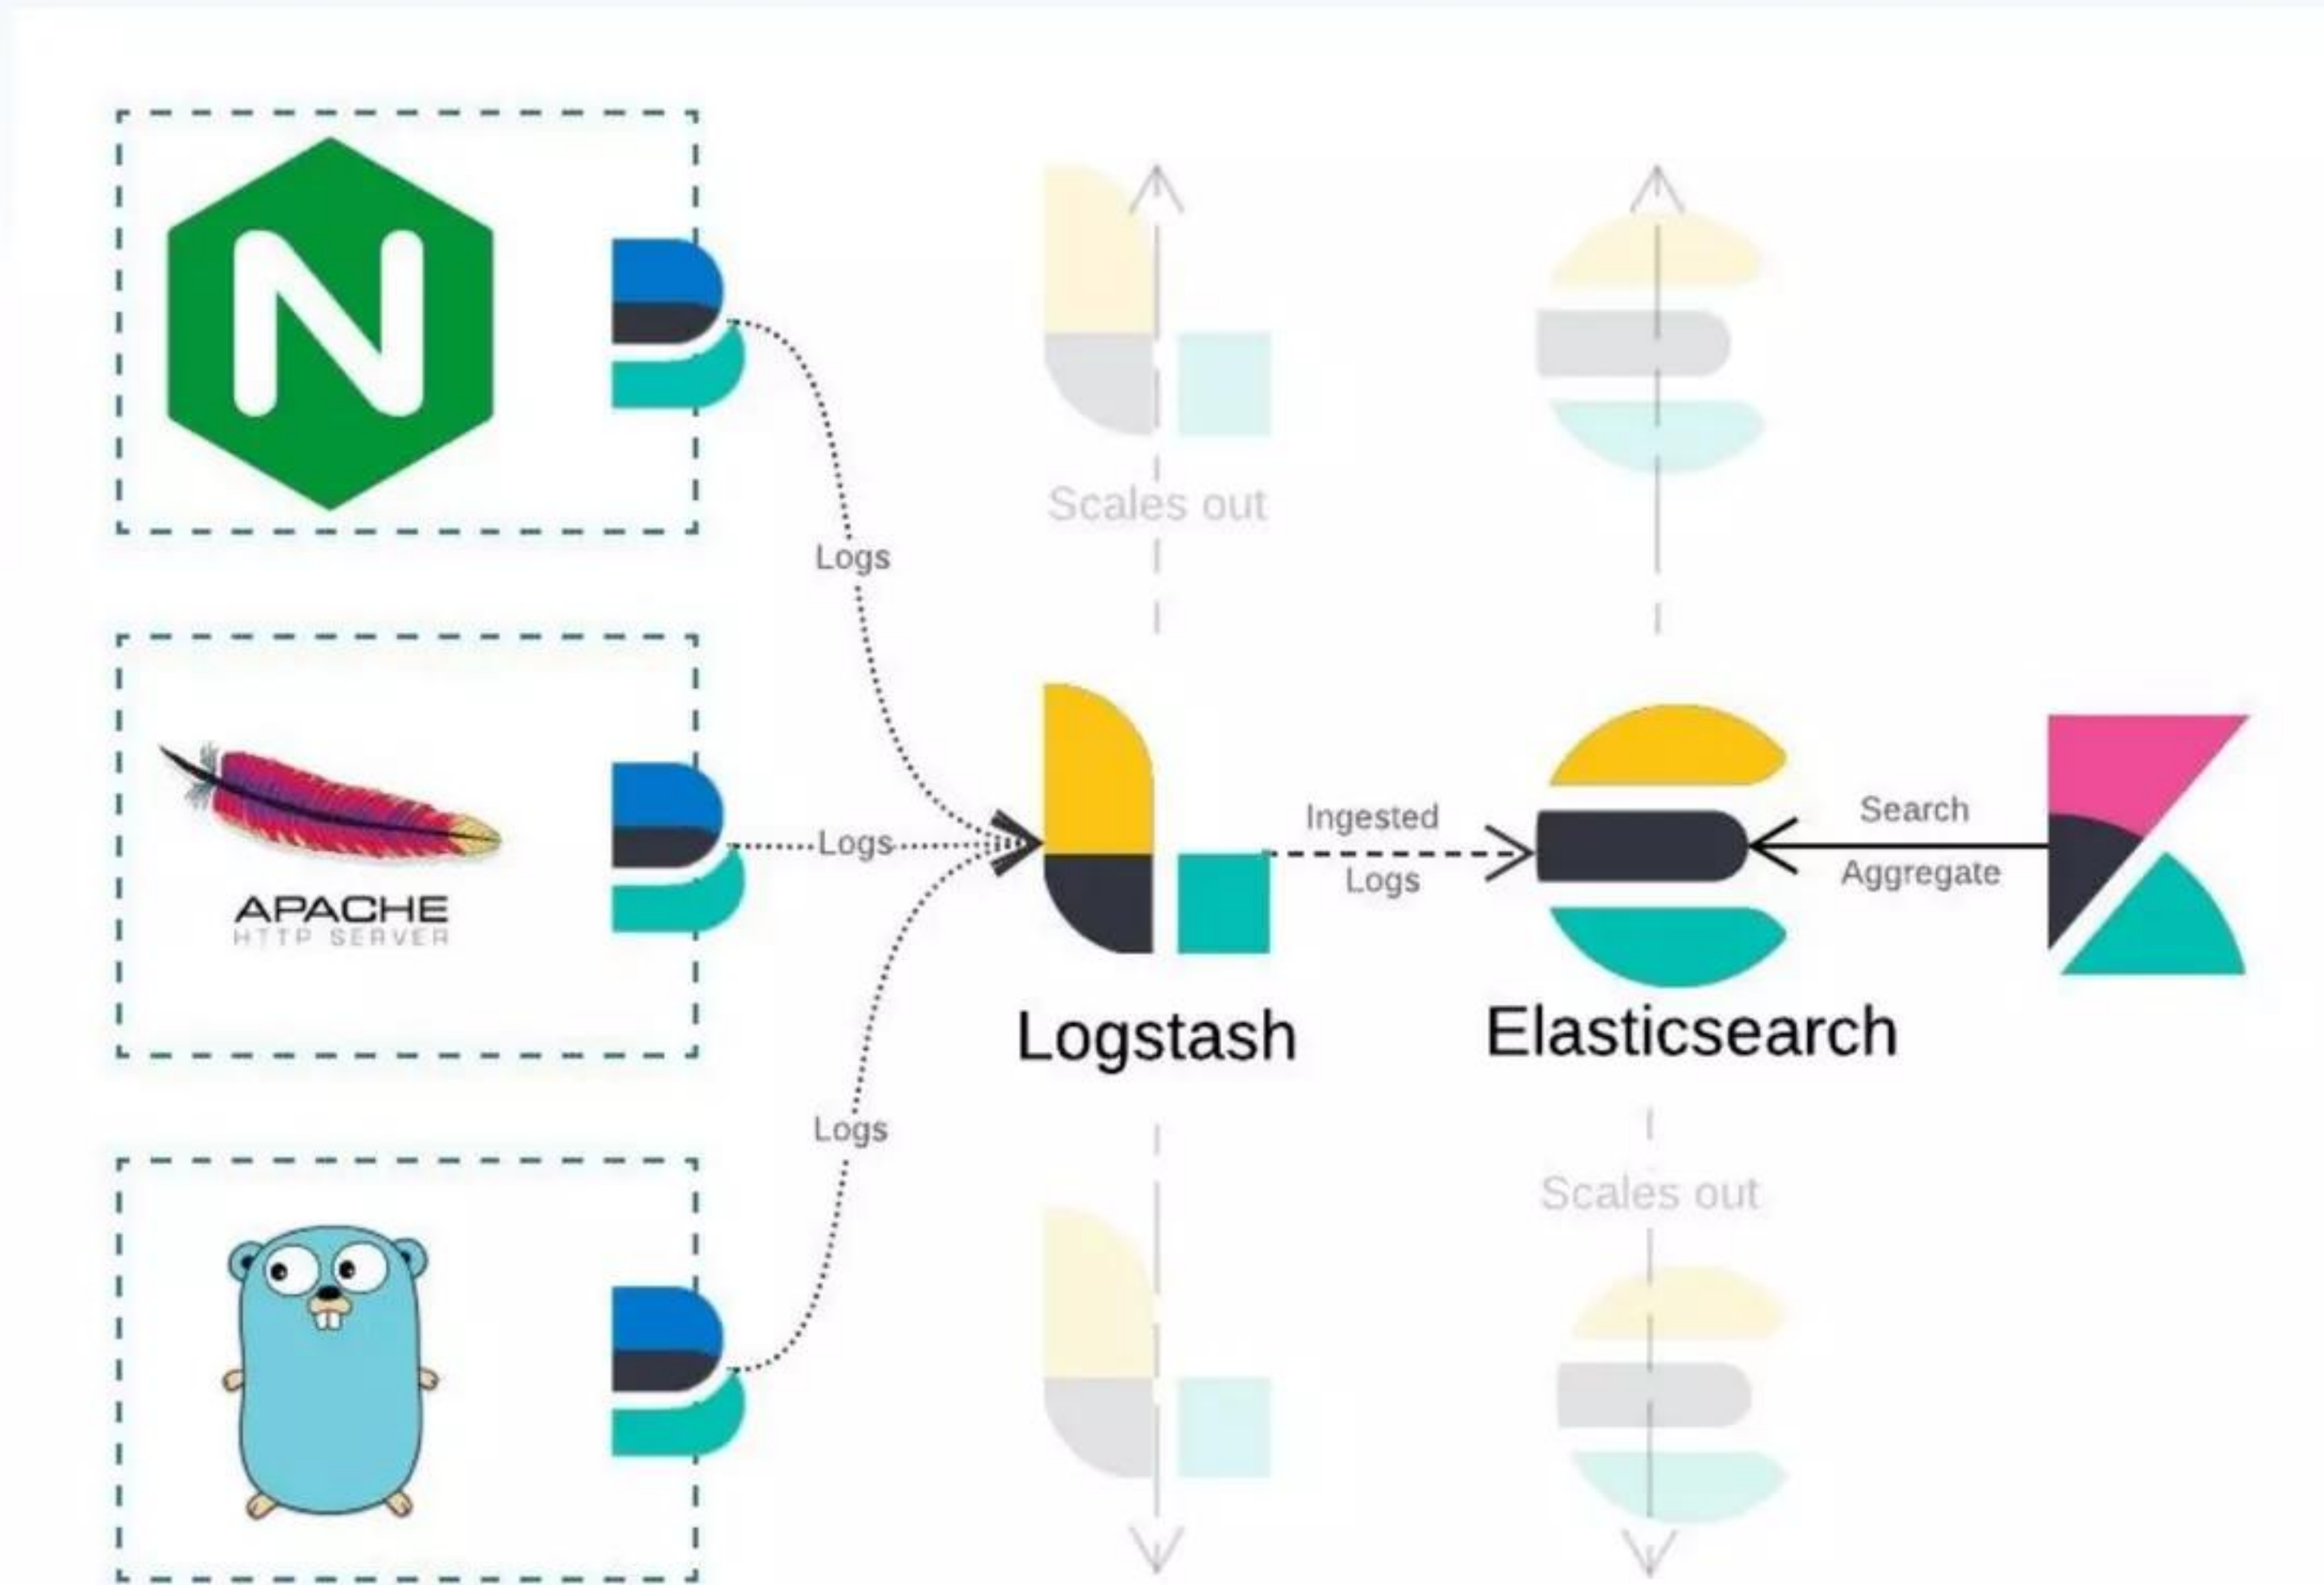 Scales out
Logs
APACHE
HTTP SERVER
Logs
Ingested
Logs
Search
Aggregate
Logstash
Elasticsearch
Logs
Scales out